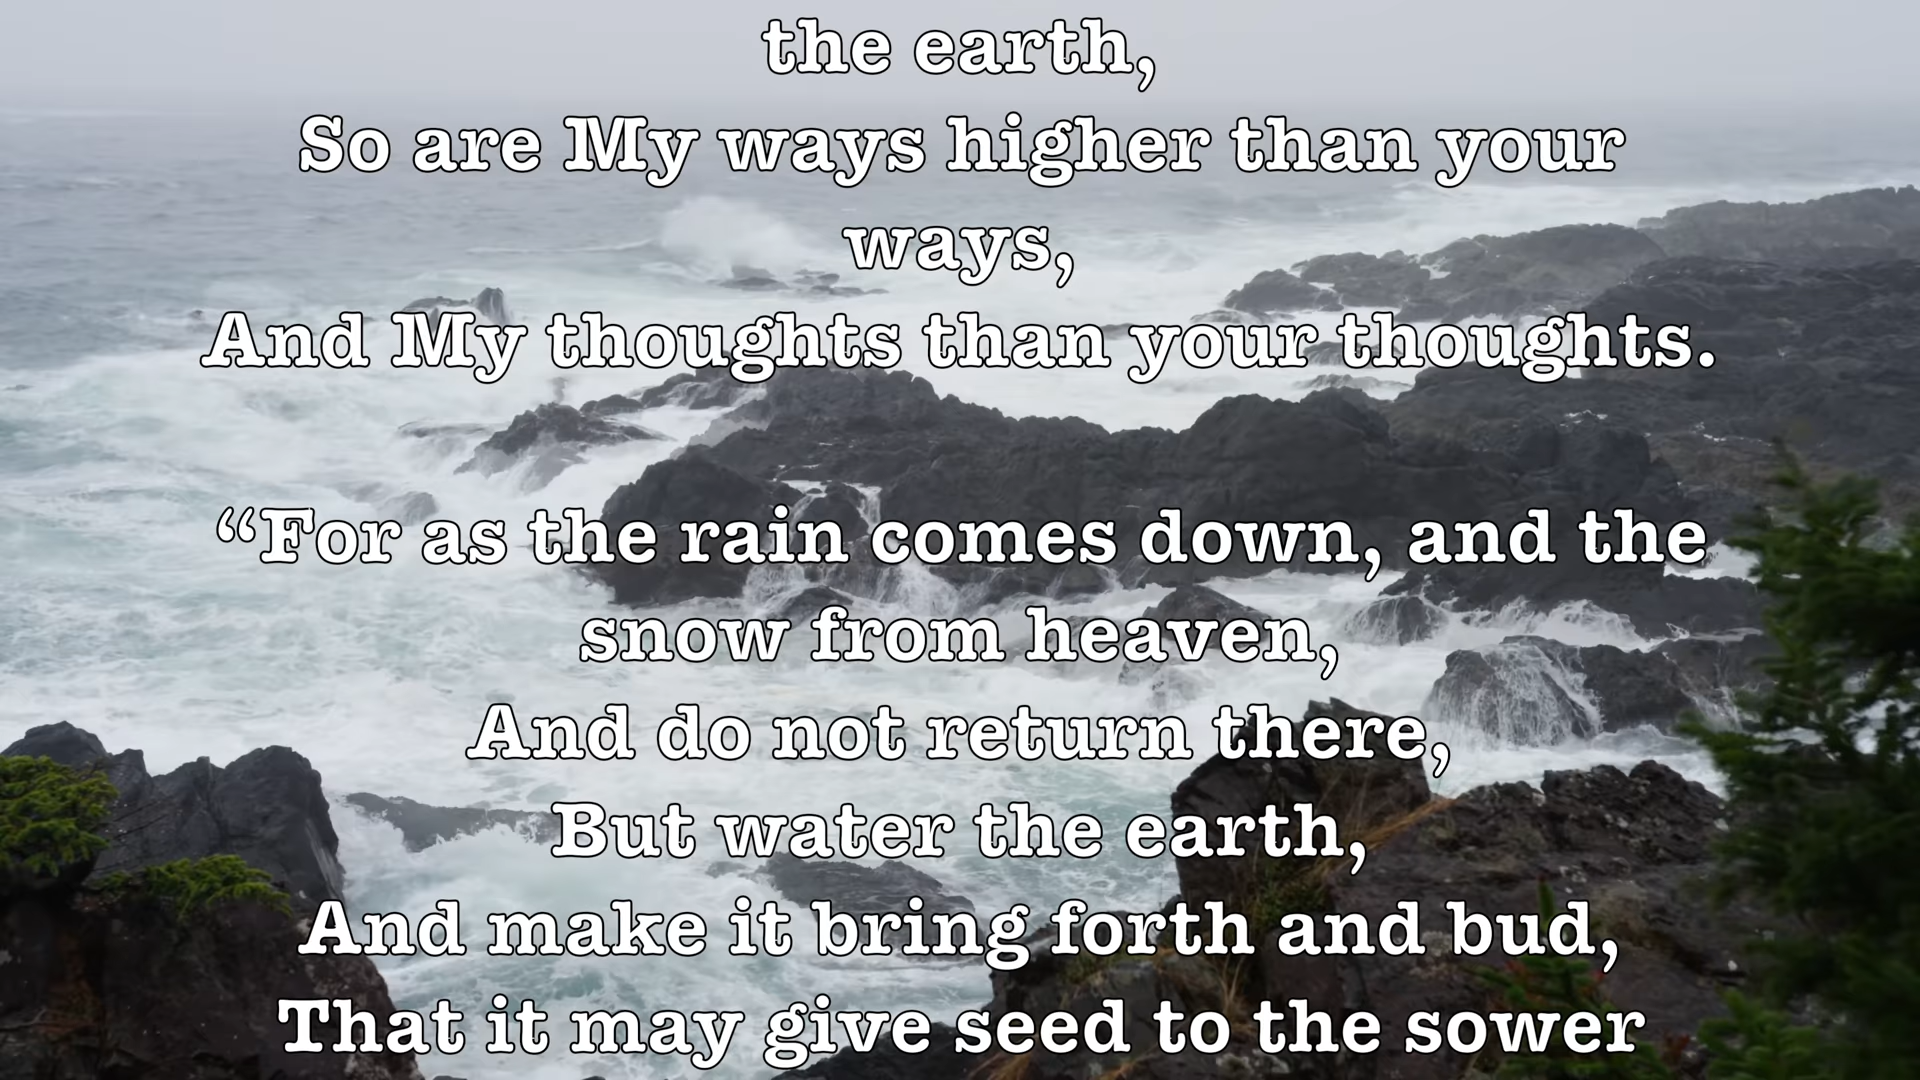 the earth,
So are My ways higher than your
ways,
And My thoughts than your thoughts.
“For as the rain comes down, and the
snow from heaven,
And do not return there,
But water the earth,
And make it bring forth and bud,
That it may give seed to the sower